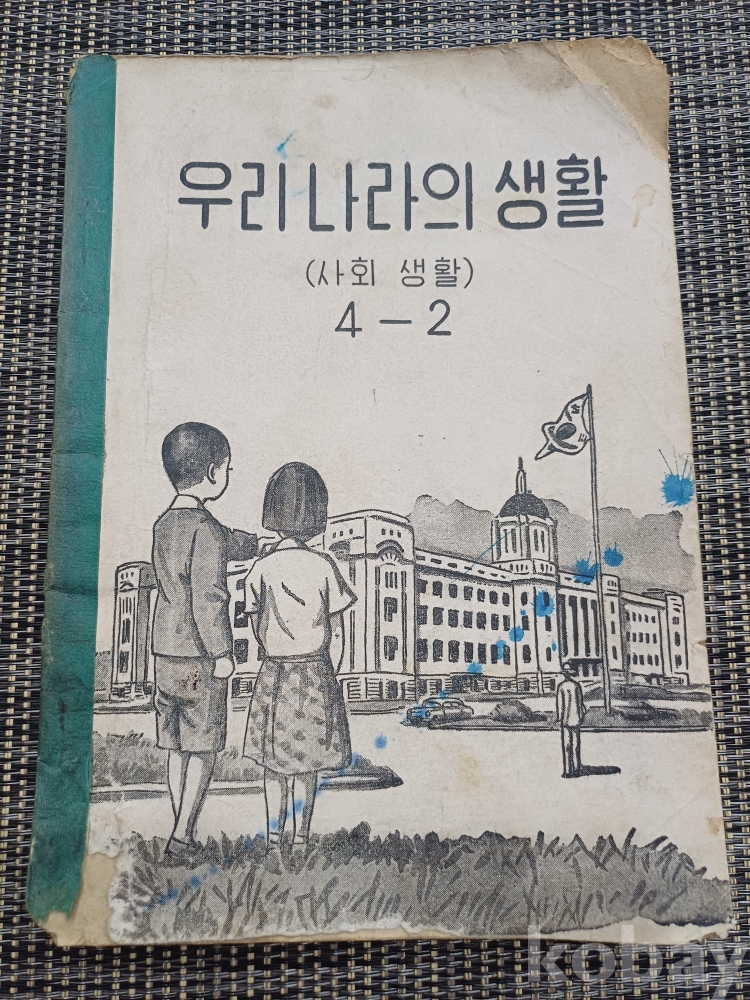 우리 나라의 생활
(사회 생활)
4-2
kobay